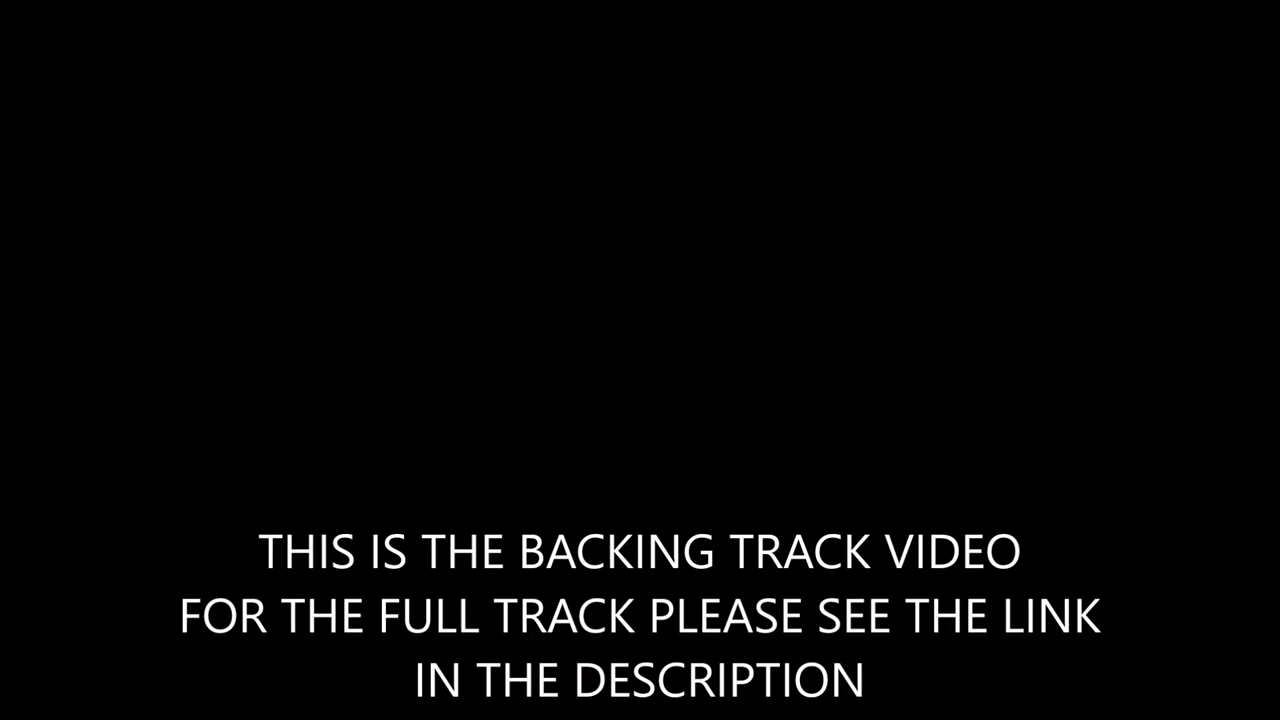 THIS IS THE BACKING TRACK VIDEO
FOR THE FULL TRACK PLEASE SEE THE LINK
IN THE DESCRIPTION